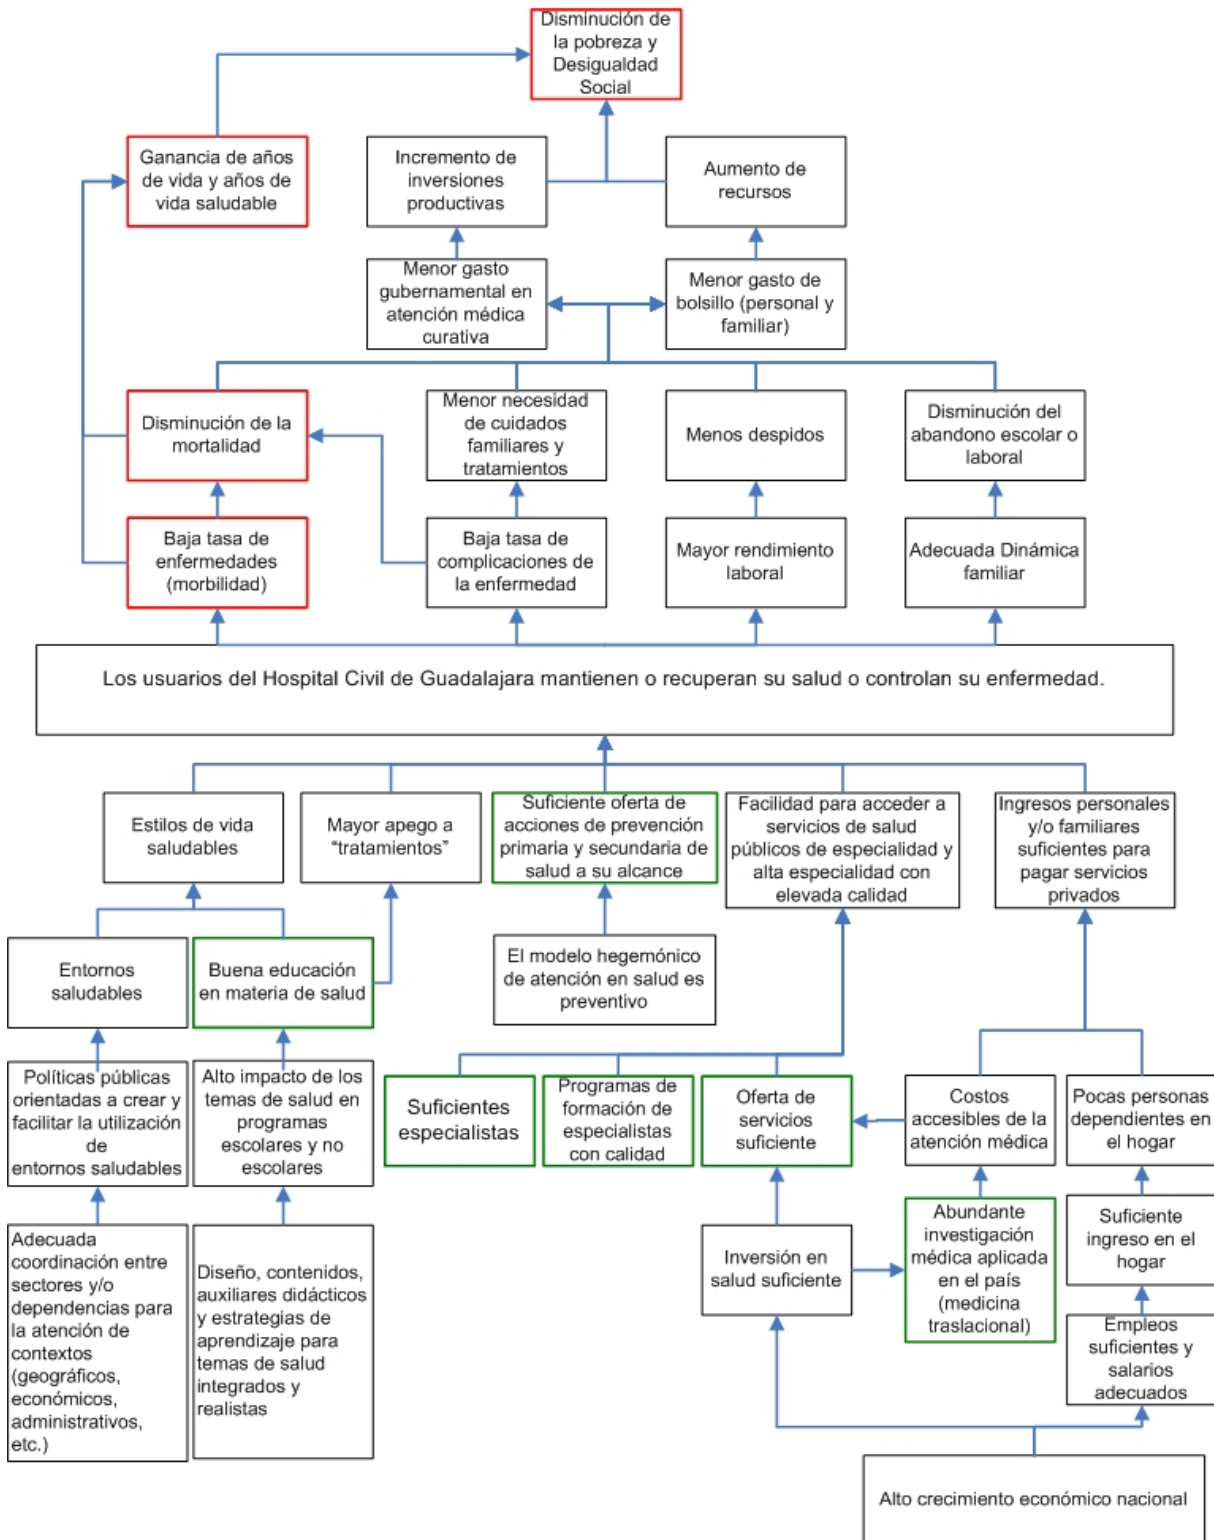 Disminución de
la pobreza y
Desigualdad
Social
Ganancia de años
de vida y años de
vida saludable
Incremento de
inversiones
productivas
Aumento de
recursos
Menor gasto
gubernamental en
atención médica
curativa
Menor gasto de
bolsillo (personal y
familiar)
Disminución de la
mortalidad
Menor necesidad
de cuidados
familiares y
tratamientos
Menos despidos
Disminución del
abandono escolar o
laboral
Baja tasa de
enfermedades
(morbilidad)
Baja tasa de
complicaciones de
la enfermedad
Mayor rendimiento
laboral
Adecuada Dinámica
familiar
Los usuarios del Hospital Civil de Guadalajara mantienen o recuperan su salud o controlan su enfermedad.
Estilos de vida
saludables
Mayor apego a
“tratamientos”
Suficiente oferta de
acciones de prevención
primaria y secundaria de
salud a su alcance
Facilidad para acceder a
servicios de salud
públicos de especialidad y
alta especialidad con
elevada calidad
Ingresos personales
y/o familiares
suficientes para
pagar servicios
privados
Entornos
saludables
Buena educación
en materia de salud
El modelo hegemónico
de atención en salud es
preventivo
Políticas públicas
orientadas a crear y
facilitar la utilización
de
entornos saludables
Alto impacto de los
temas de salud en
programas
escolares y no
escolares
Suficientes
especialistas
Programas de
formación de
especialistas
con calidad
Oferta de
servicios
suficiente
Costos
accesibles de la
atención médica
Pocas personas
dependientes en
el hogar
Adecuada
coordinación entre
sectores y/o
dependencias para
la atención de
contextos
(geográficos,
económicos,
administrativos,
etc.)
Diseño, contenidos,
auxiliares didácticos
y estrategias de
aprendizaje para
temas de salud
integrados y
realistas
Inversión en
salud suficiente
Abundante
investigación
médica aplicada
en el país
(medicina
traslacional)
Suficiente
ingreso en el
hogar
Empleos
suficientes y
salarios
adecuados
Alto crecimiento económico nacional